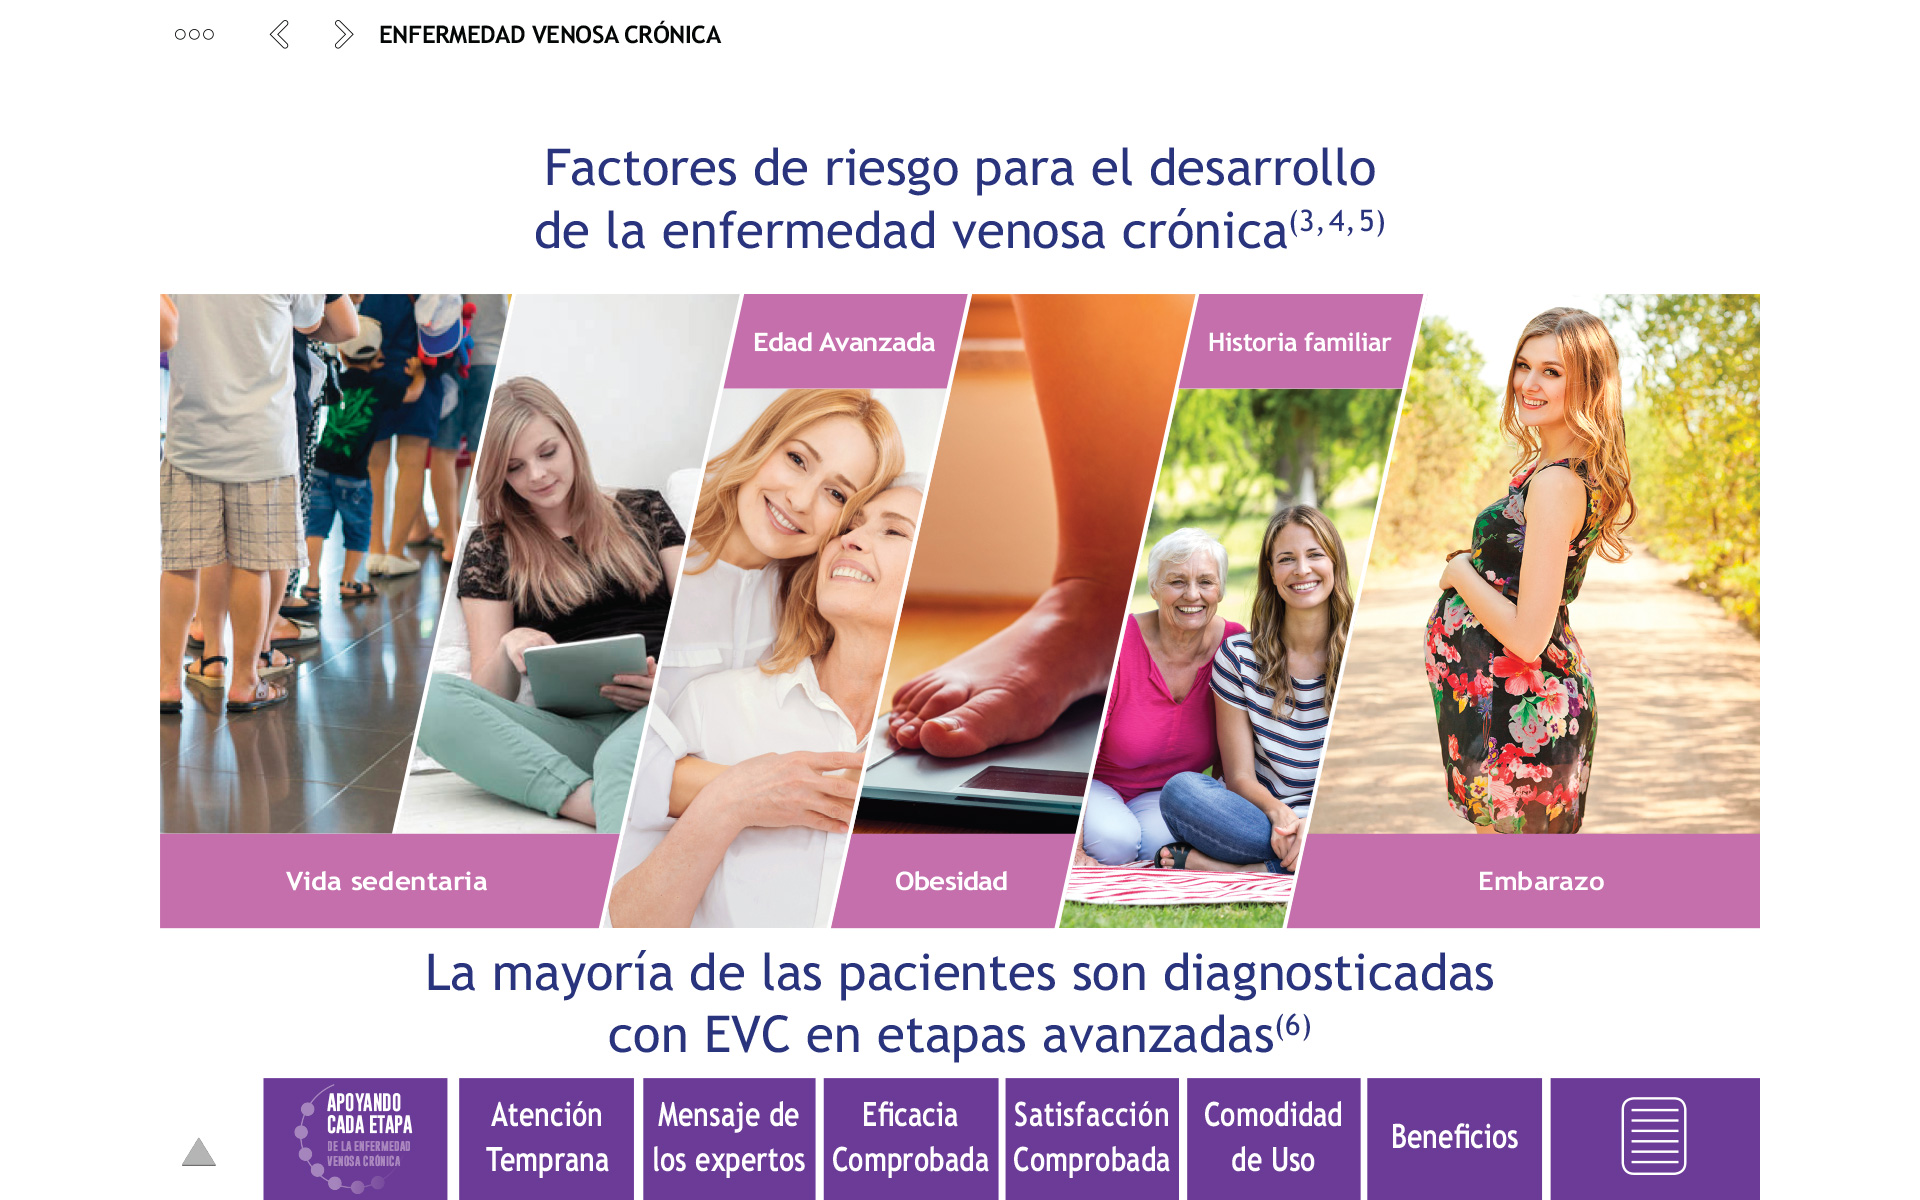 ENFERMEDAD VENOSA CRÓNICA
Factores de riesgo para el desarrollo
de la enfermedad venosa crónica(3,4,5)
Edad Avanzada
Historia familiar
Vida sedentaria
Obesidad
Embarazo
La mayoría de las pacientes son diagnosticadas
con EVC en etapas avanzadas(6)
APOYANDO
CADA ETAPA
DE LA ENFERMEDAD
VENOSA CRÓNICA
Atención
Temprana
Mensaje de
los expertos
Eficacia
Comprobada
Satisfacción
Comprobada
Comodidad
de Uso
Beneficios